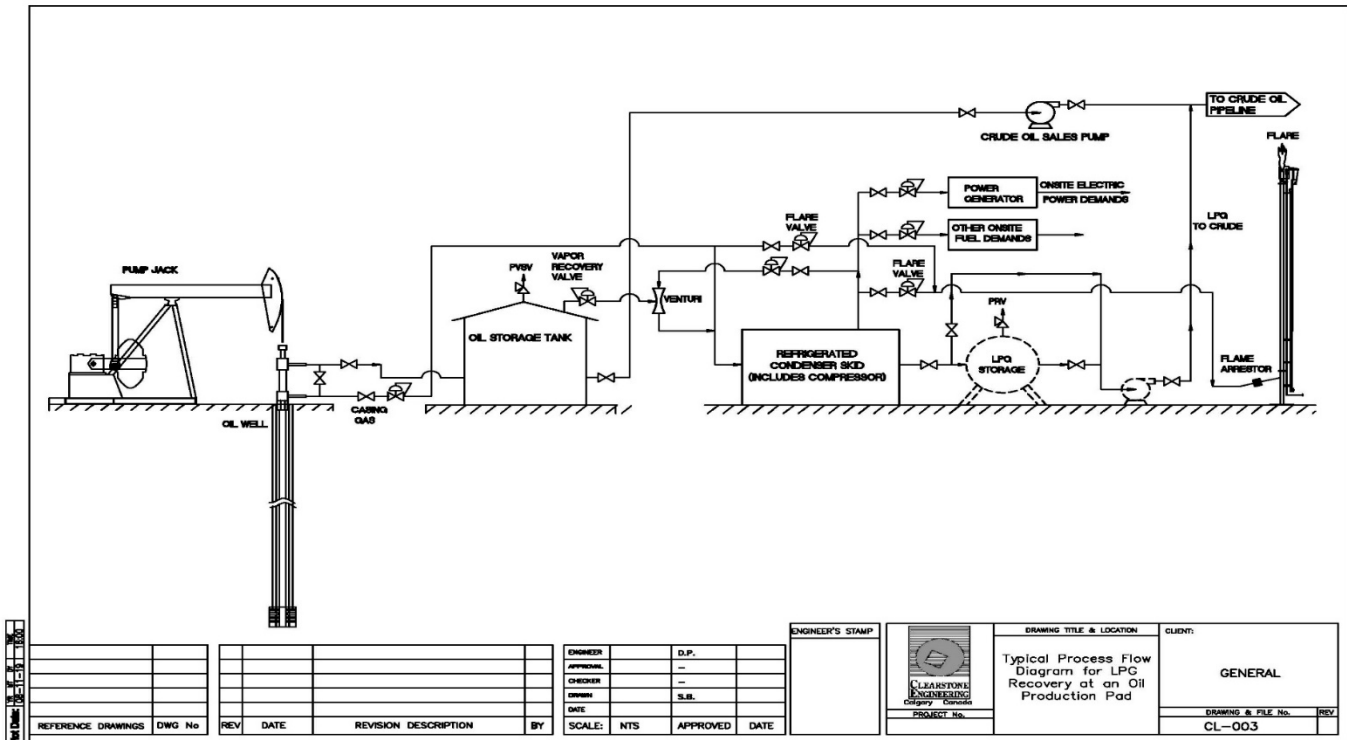 TO CRUDE OIL
PIPELINE
CRUDE OIL SALES PUMP
FLARE
POWER
GENERATOR
ONSITE ELECTRIC
POWER DEMANDS
FLARE
VALVE
OTHER ONSITE
FUEL DEMANDS
LPG
TO CRUDE
PUMP JACK
PVSV
VAPOR
RECOVERY
VALVE
FLARE
VALVE
VENTURI
PRV
OIL STORAGE TANK
REFRIGERATED
CONDENSER SKID
(INCLUDES COMPRESSOR)
LPG
STORAGE
FLAME
ARRESTOR
CASING
GAS
OIL WELL
REFERENCE DRAWINGS
DWG No
REV
DATE
REVISION DESCRIPTION
BY
ENGINEER
D.P.
APPROVAL
–
CHECKER
–
DRAWN
S.B.
DATE
SCALE:
NTS
APPROVED
DATE
ENGINEER'S STAMP
CLEARSTONE
ENGINEERING
Calgary Canada
PROJECT No.
DRAWING TITLE & LOCATION
Typical Process Flow
Diagram for LPG
Recovery at an Oil
Production Pad
CLIENT:
GENERAL
DRAWING & FILE No.
REV
CL-003